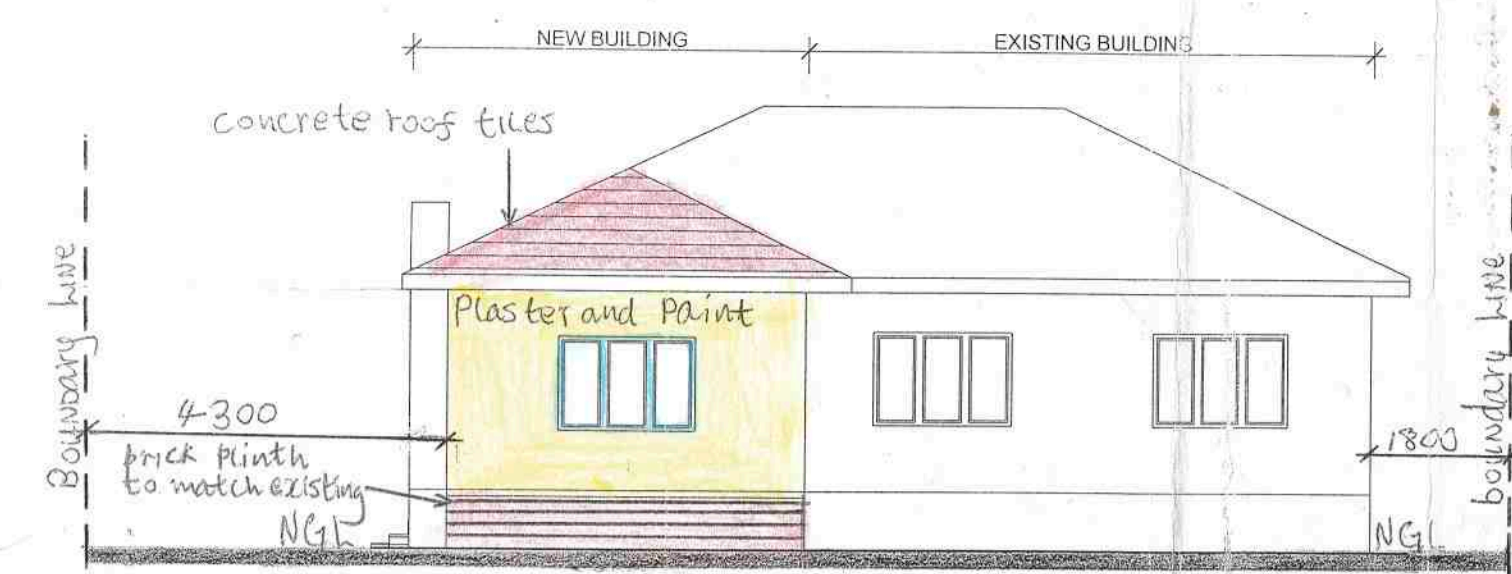 NEW BUILDING
EXISTING BUILDING
concrete roof tiles
Boundary Line
Plaster and Paint
4300
brick plinth
to match existing
NGL
1800
boundary Line
NGL